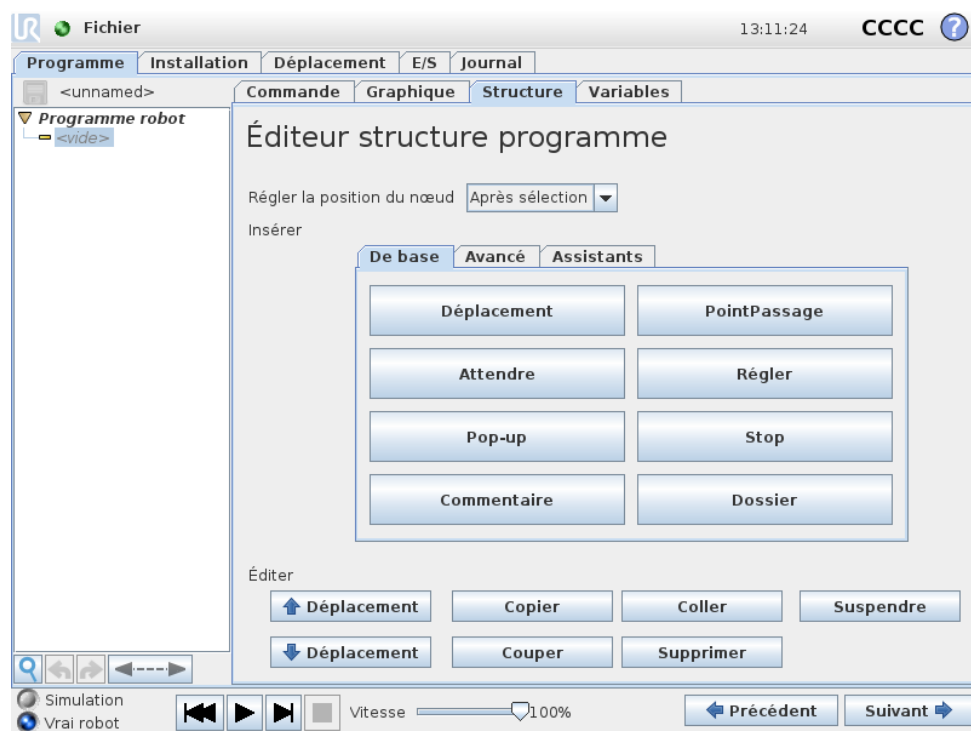 UR Fichier 13:11:24 CCCC ?
Programme Installation Déplacement E/S Journal
<unnamed> Commande Graphique Structure Variables
Programme robot
<vide>
Éditeur structure programme
Régler la position du nœud Après sélection
Insérer
De base Avancé Assistants
Déplacement PointPassage
Attendre Régler
Pop-up Stop
Commentaire Dossier
Éditer
Déplacement Copier Coller Suspendre
Déplacement Couper Supprimer
Simulation
Vrai robot
Vitesse 100% Précédent Suivant